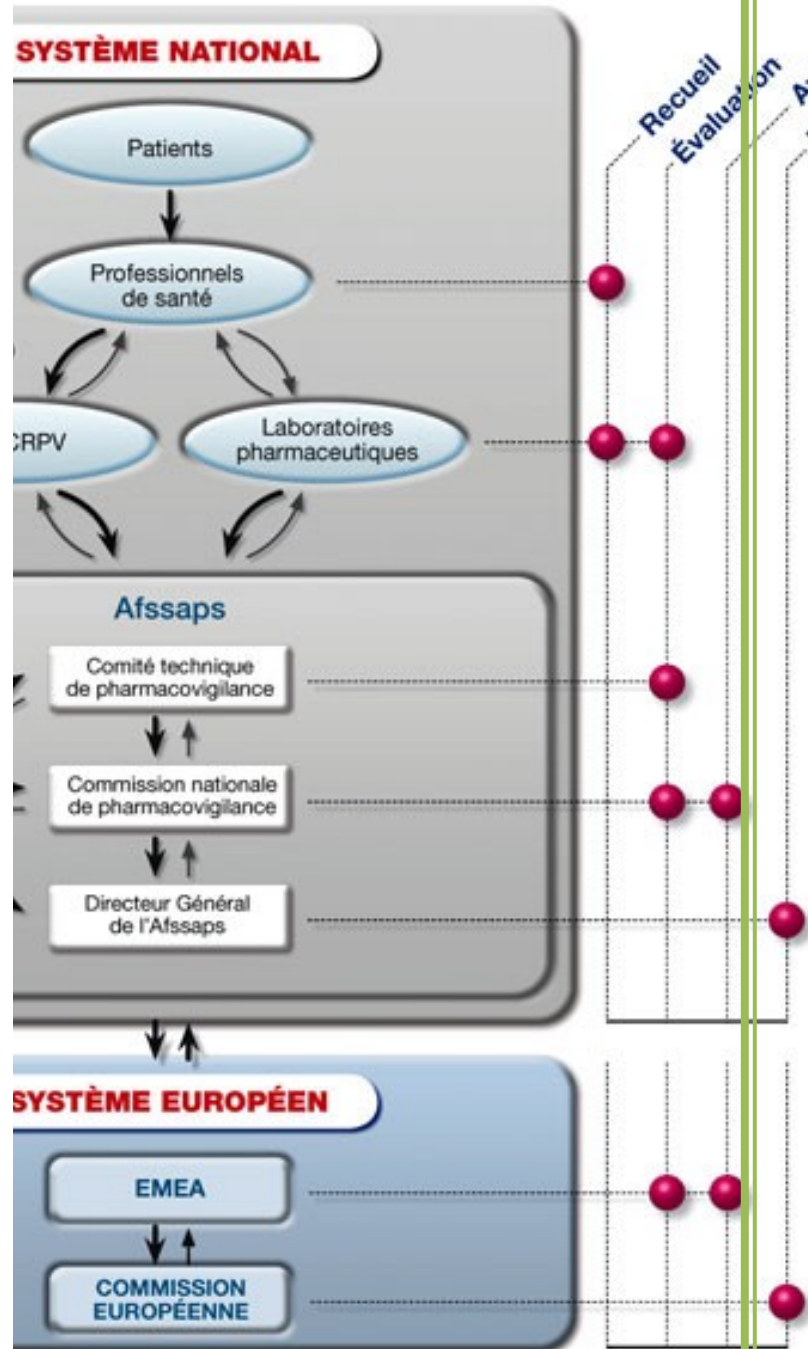 SYSTÈME NATIONAL
Recueil
Évaluation
Patients
Professionnels
de santé
CRPV
Laboratoires
pharmaceutiques
Afssaps
Comité technique
de pharmacovigilance
Commission nationale
de pharmacovigilance
Directeur Général
de l'Afssaps
SYSTÈME EUROPÉEN
EMEA
COMMISSION
EUROPÉENNE